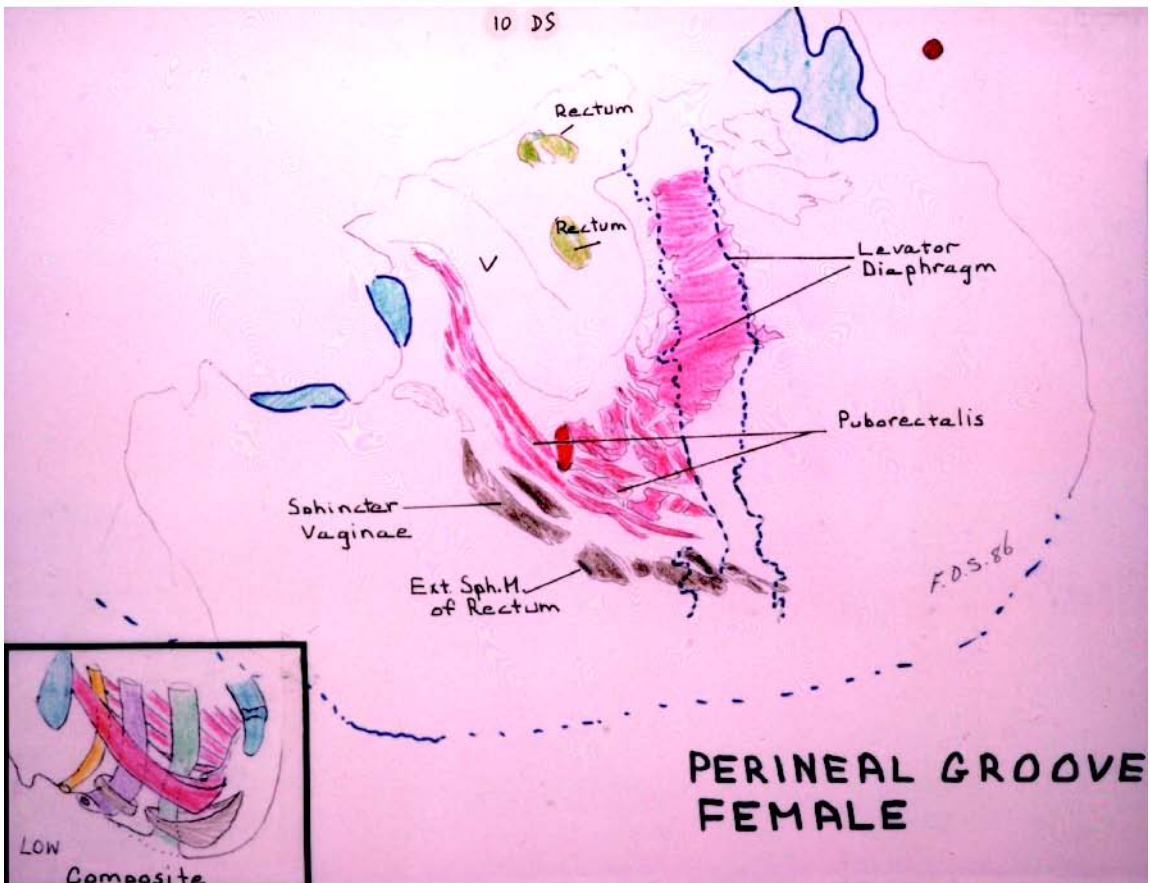 10 DS
Rectum
Rectum
V
Levator
Diaphragm
Puborectalis
Sphincter
Vaginae
Ext. Sph. M.
of Rectum
F.D.S. 86
PERINEAL GROOVE
FEMALE
LOW
Composite